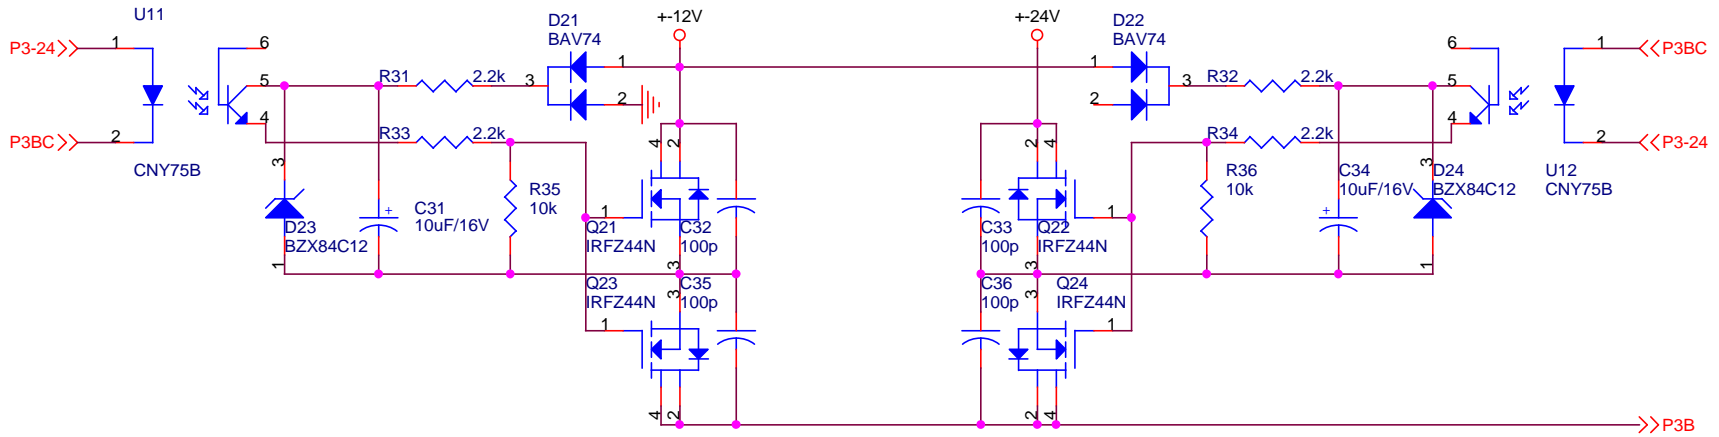 U11
D21
BAV74
+-12V
+-24V
D22
BAV74
P3-24
1
6
1
1
6
1
P3BC
5
R31
2.2k
3
2
2
3
R32
2.2k
5
4
4
P3BC
2
R33
2.2k
R34
2.2k
2
P3-24
CNY75B
3
4
2
2
4
3
U12
CNY75B
R35
10k
R36
10k
C34
10uF/16V
D24
BZX84C12
+
C31
10uF/16V
+
D23
BZX84C12
1
1
Q21
IRFZ44N
C32
100p
C33
100p
Q22
IRFZ44N
1
3
3
1
Q23
IRFZ44N
C35
100p
C36
100p
Q24
IRFZ44N
3
3
1
1
4
2
2
4
P3B